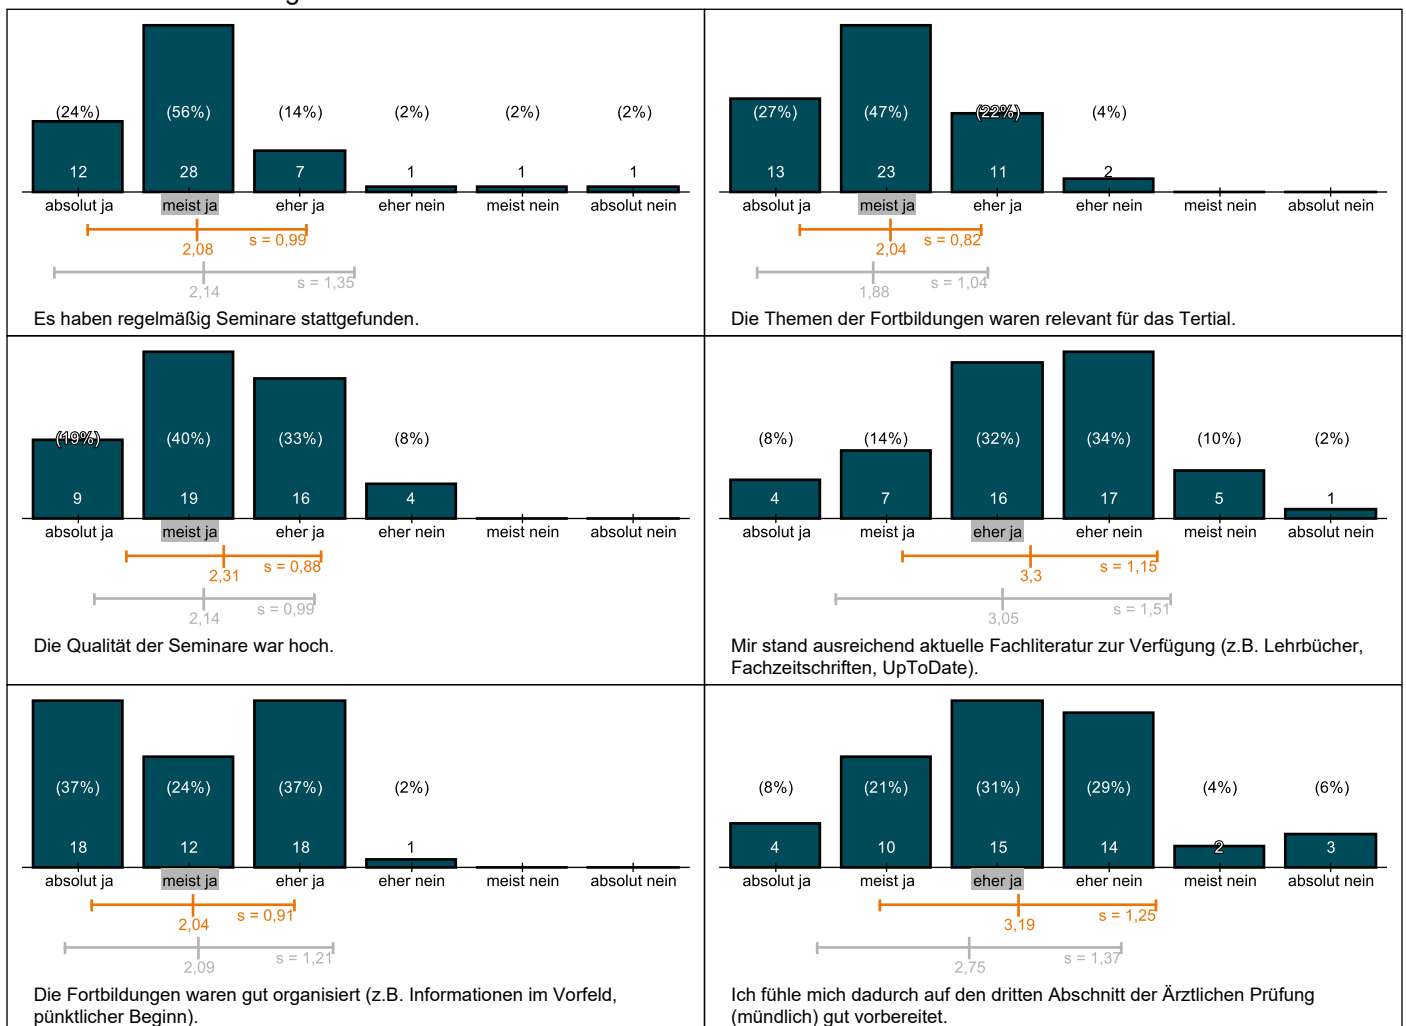 (24%) (56%) (14%) (2%) (2%) (2%)
12 28 7 1 1 1
absolut ja meist ja eher ja eher nein meist nein absolut nein
s = 0,99
2,08
s = 1,35
2,14
Es haben regelmäßig Seminare stattgefunden.
(27%) (47%) (22%) (4%)
13 23 11 2
absolut ja meist ja eher ja eher nein meist nein absolut nein
s = 0,82
2,04
s = 1,04
1,88
Die Themen der Fortbildungen waren relevant für das Tertial.
(19%) (40%) (33%) (8%)
9 19 16 4
absolut ja meist ja eher ja eher nein meist nein absolut nein
s = 0,88
2,31
s = 0,99
2,14
Die Qualität der Seminare war hoch.
(8%) (14%) (32%) (34%) (10%) (2%)
4 7 16 17 5 1
absolut ja meist ja eher ja eher nein meist nein absolut nein
s = 1,15
3,3
s = 1,51
3,05
Mir stand ausreichend aktuelle Fachliteratur zur Verfügung (z.B. Lehrbücher,
Fachzeitschriften, UpToDate).
(37%) (24%) (37%) (2%)
18 12 18 1
absolut ja meist ja eher ja eher nein meist nein absolut nein
s = 0,91
2,04
s = 1,21
2,09
Die Fortbildungen waren gut organisiert (z.B. Informationen im Vorfeld,
pünktlicher Beginn).
(8%) (21%) (31%) (29%) (4%) (6%)
4 10 15 14 2 3
absolut ja meist ja eher ja eher nein meist nein absolut nein
s = 1,25
3,19
s = 1,37
2,75
Ich fühle mich dadurch auf den dritten Abschnitt der Ärztlichen Prüfung
(mündlich) gut vorbereitet.